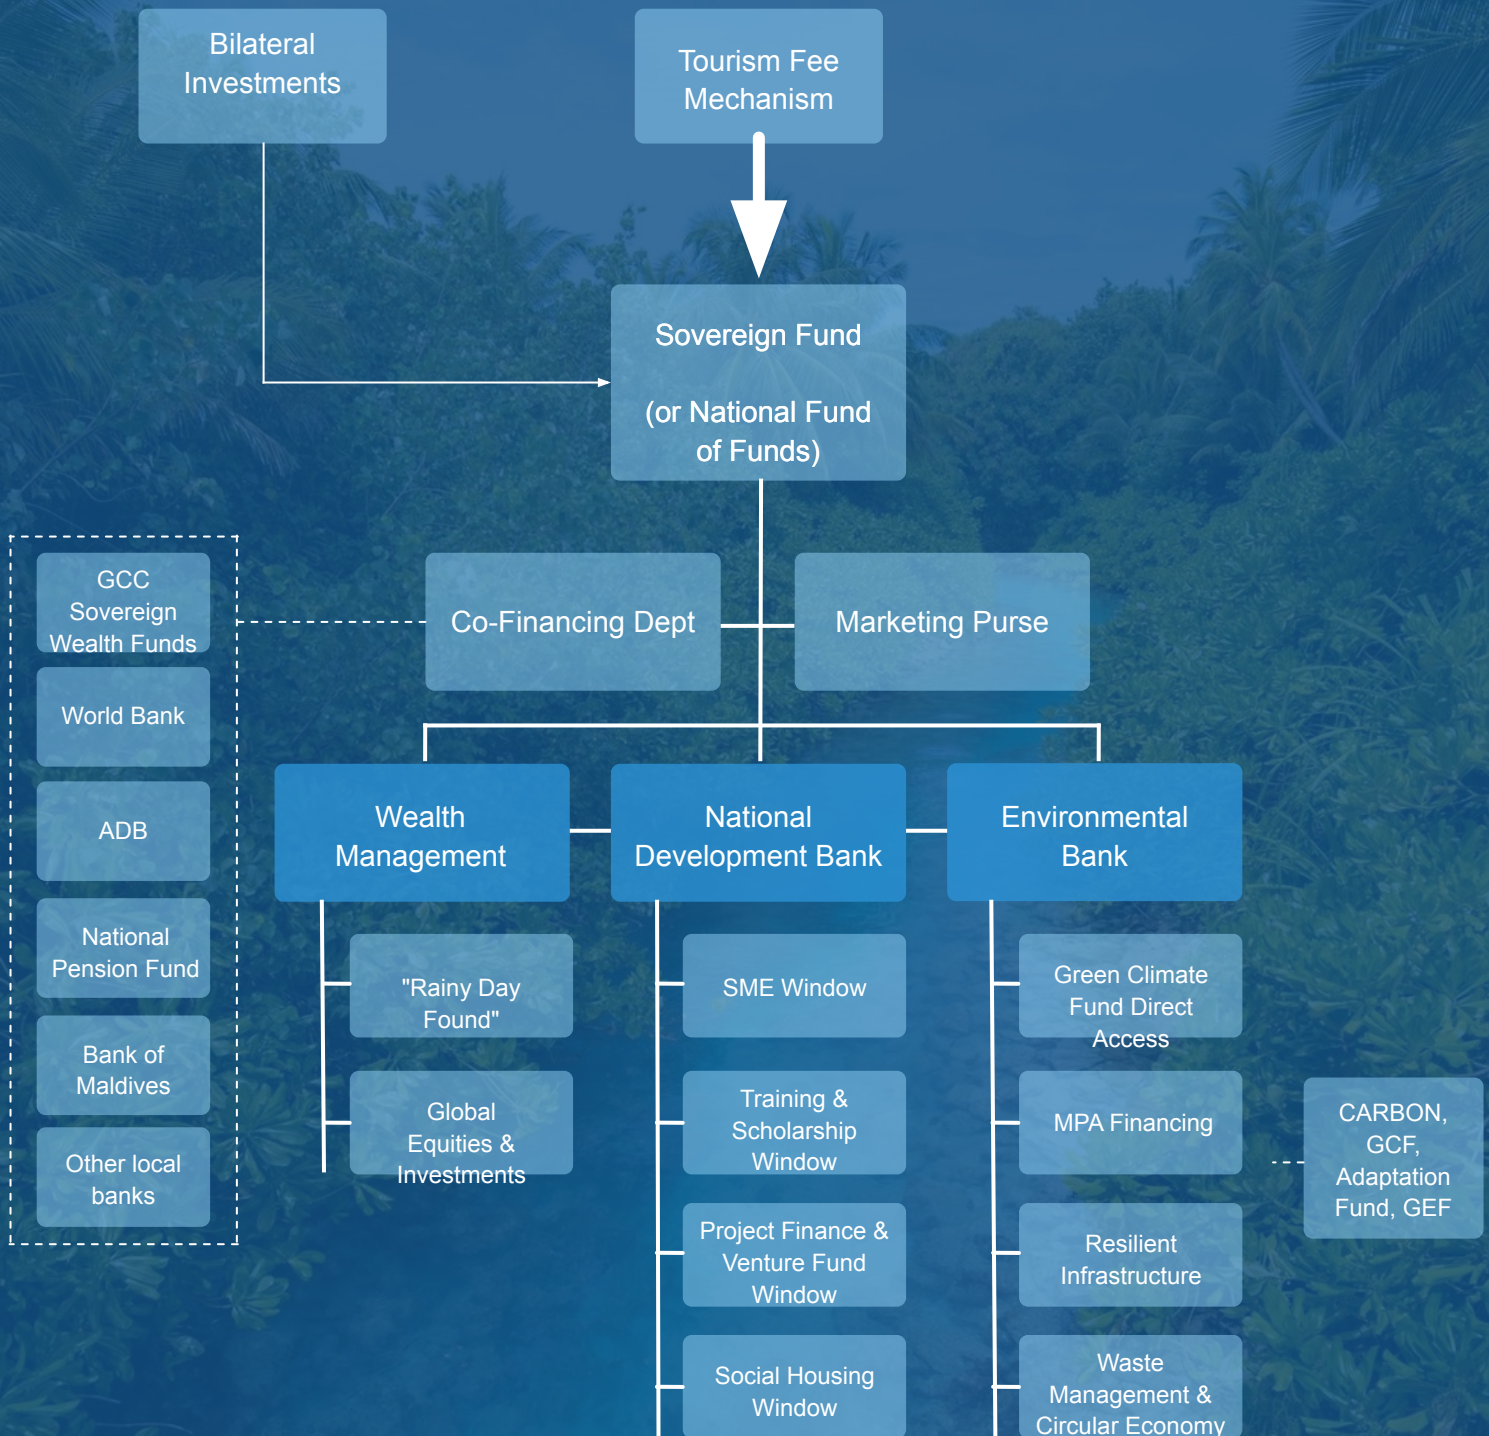 Bilateral
Investments
Tourism Fee
Mechanism
Sovereign Fund
(or National Fund
of Funds)
GCC
Sovereign
Wealth Funds
World Bank
ADB
National
Pension Fund
Bank of
Maldives
Other local
banks
Co-Financing Dept
Marketing Purse
Wealth
Management
National
Development Bank
Environmental
Bank
"Rainy Day
Found"
Global
Equities &
Investments
SME Window
Training &
Scholarship
Window
Project Finance &
Venture Fund
Window
Social Housing
Window
Green Climate
Fund Direct
Access
MPA Financing
Resilient
Infrastructure
Waste
Management &
Circular Economy
CARBON,
GCF,
Adaptation
Fund, GEF